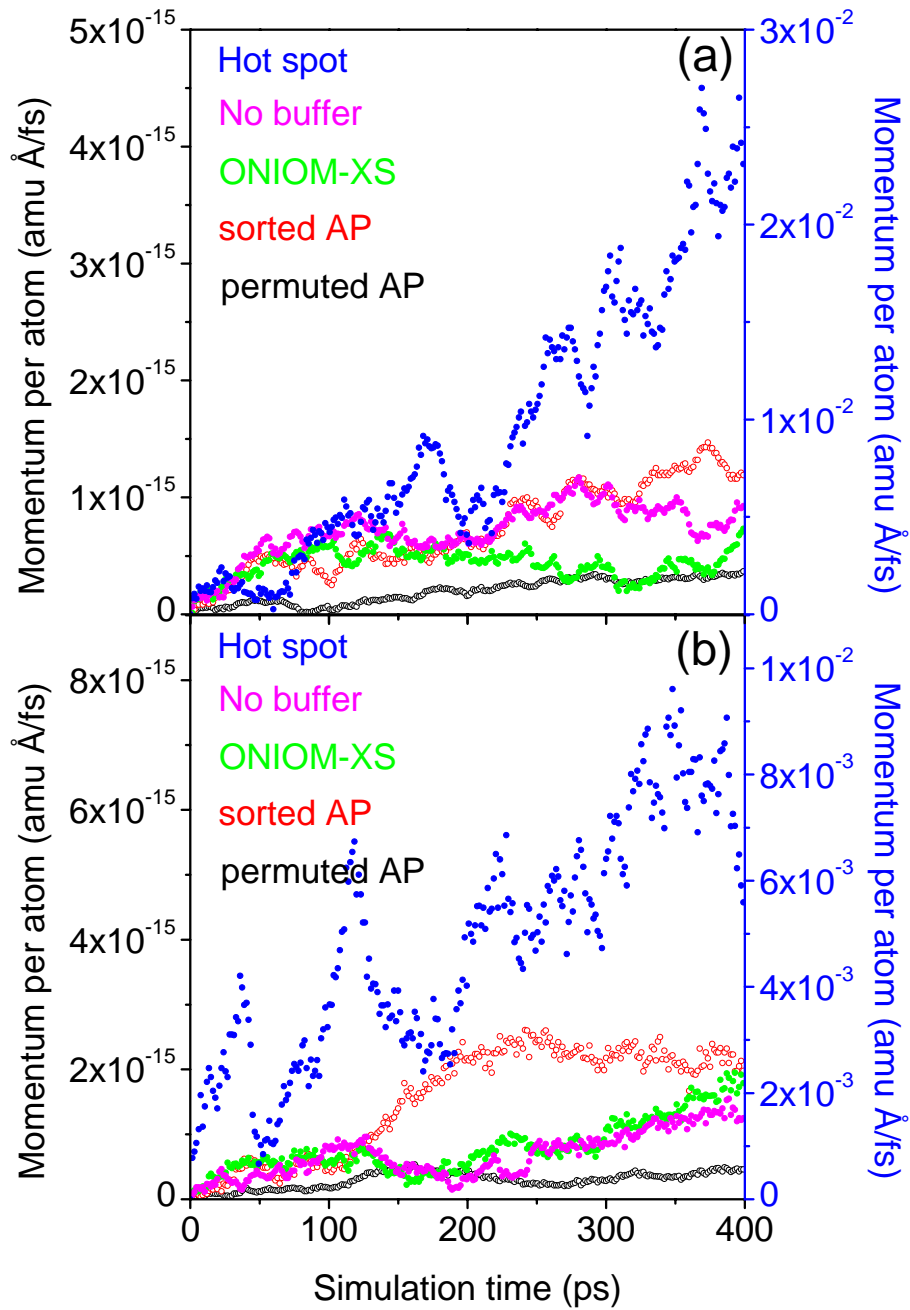 (a)
Hot spot
No buffer
ONIOM-XS
sorted AP
permuted AP
5x10⁻¹⁵
4x10⁻¹⁵
3x10⁻¹⁵
2x10⁻¹⁵
1x10⁻¹⁵
0
Momentum per atom (amu Å/fs)
3x10⁻²
2x10⁻²
1x10⁻²
0
Momentum per atom (amu Å/fs)
(b)
Hot spot
No buffer
ONIOM-XS
sorted AP
permuted AP
8x10⁻¹⁵
6x10⁻¹⁵
4x10⁻¹⁵
2x10⁻¹⁵
0
Momentum per atom (amu Å/fs)
1x10⁻²
8x10⁻³
6x10⁻³
4x10⁻³
2x10⁻³
0
Momentum per atom (amu Å/fs)
0 100 200 300 400
Simulation time (ps)